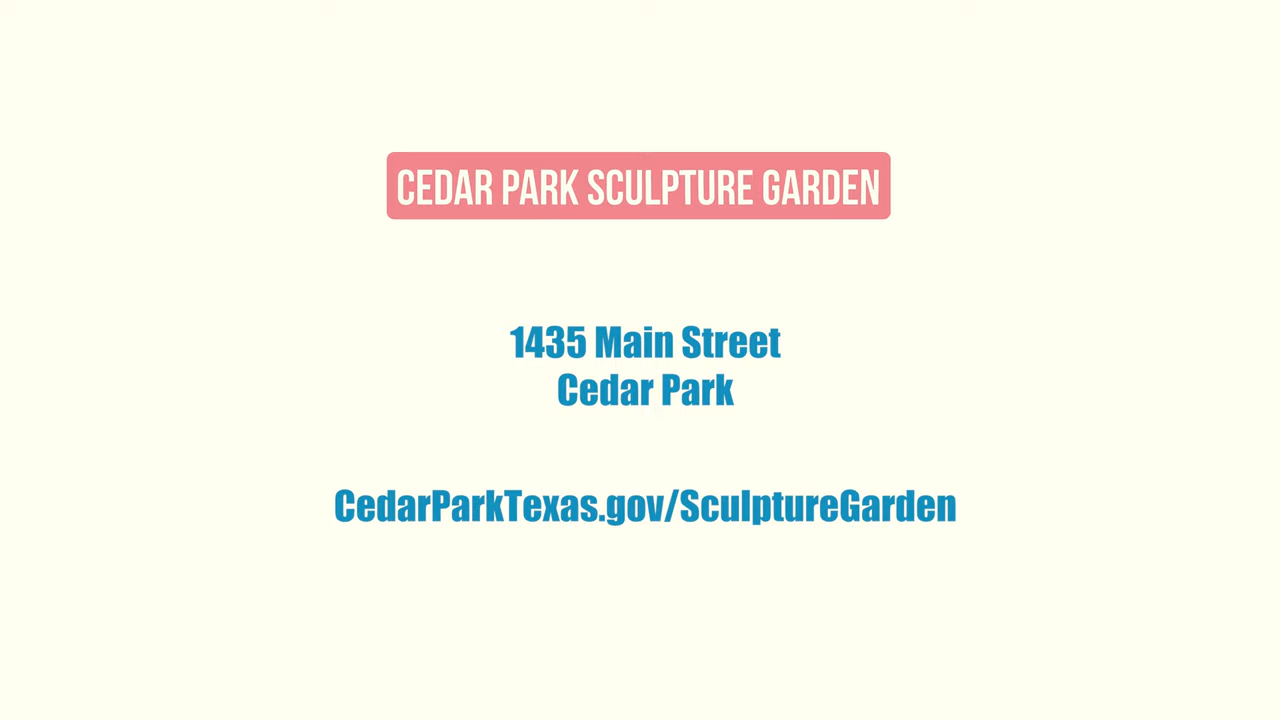 CEDAR PARK SCULPTURE GARDEN
1435 Main Street
Cedar Park
CedarParkTexas.gov/SculptureGarden